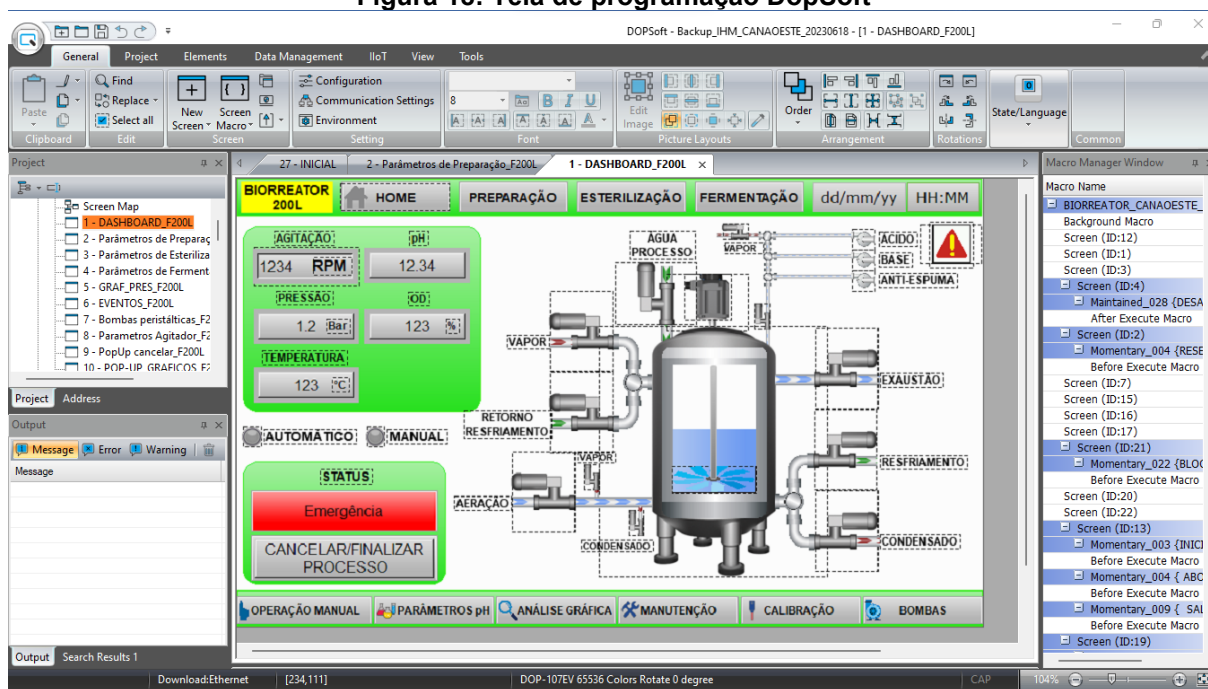 Figura 18. Tela de programação DopSoft
DOPSoft - Backup_IHM_CANAOESTE_20230618 - [1 - DASHBOARD_F200L]
General Project Elements Data Management IIoT View Tools
Find
Replace
Select all
Paste
New Screen
Screen Macro
Configuration
Communication Settings
Environment
8
B I U
Edit Image
Order
State/Language
Clipboard Edit Screen Setting Font Picture Layouts Arrangement Rotations Common
Project
Screen Map
1 - DASHBOARD_F200L
2 - Parâmetros de Preparaç
3 - Parâmetros de Esteriliza
4 - Parâmetros de Ferment
5 - GRAF_PRES_F200L
6 - EVENTOS_F200L
7 - Bombas peristálticas_F2
8 - Parametros Agitador_F2
9 - PopUp cancelar_F200L
10 - POP-UP GRAFICOS F2
Project Address
Output
Message Error Warning
Message
Output Search Results 1
27 - INICIAL 2 - Parâmetros de Preparação_F200L 1 - DASHBOARD_F200L
BIORREATOR 200L
HOME PREPARAÇÃO ESTERILIZAÇÃO FERMENTAÇÃO dd/mm/yy HH:MM
AGITAÇÃO pH
1234 RPM 12.34
PRESSÃO OD
1.2 Bar 123 %
TEMPERATURA
123 °C
AUTOMÁTICO MANUAL
STATUS
Emergência
CANCELAR/FINALIZAR
PROCESSO
ÁGUA
PROCESSO
VAPOR
ÁCIDO
BASE
ANTI-ESPUMA
VAPOR
EXAUSTÃO
RETORNO
RESFRIAMENTO
VAPOR
RESFRIAMENTO
AERAÇÃO
CONDENSADO
CONDENSADO
OPERAÇÃO MANUAL PARÂMETROS pH ANÁLISE GRÁFICA MANUTENÇÃO CALIBRAÇÃO BOMBAS
Macro Manager Window
Macro Name
BIORREATOR_CANAOESTE_
Background Macro
Screen (ID:12)
Screen (ID:1)
Screen (ID:3)
Screen (ID:4)
Maintained_028 {DESA
After Execute Macro
Screen (ID:2)
Momentary_004 {RESE
Before Execute Macro
Screen (ID:7)
Screen (ID:15)
Screen (ID:16)
Screen (ID:17)
Screen (ID:21)
Momentary_022 {BLOC
Before Execute Macro
Screen (ID:20)
Screen (ID:22)
Screen (ID:13)
Momentary_003 {INICI
Before Execute Macro
Momentary_004 { ABC
Before Execute Macro
Momentary_009 { SAL
Before Execute Macro
Screen (ID:19)
Download:Ethernet [234,111] DOP-107EV 65536 Colors Rotate 0 degree CAP 104%